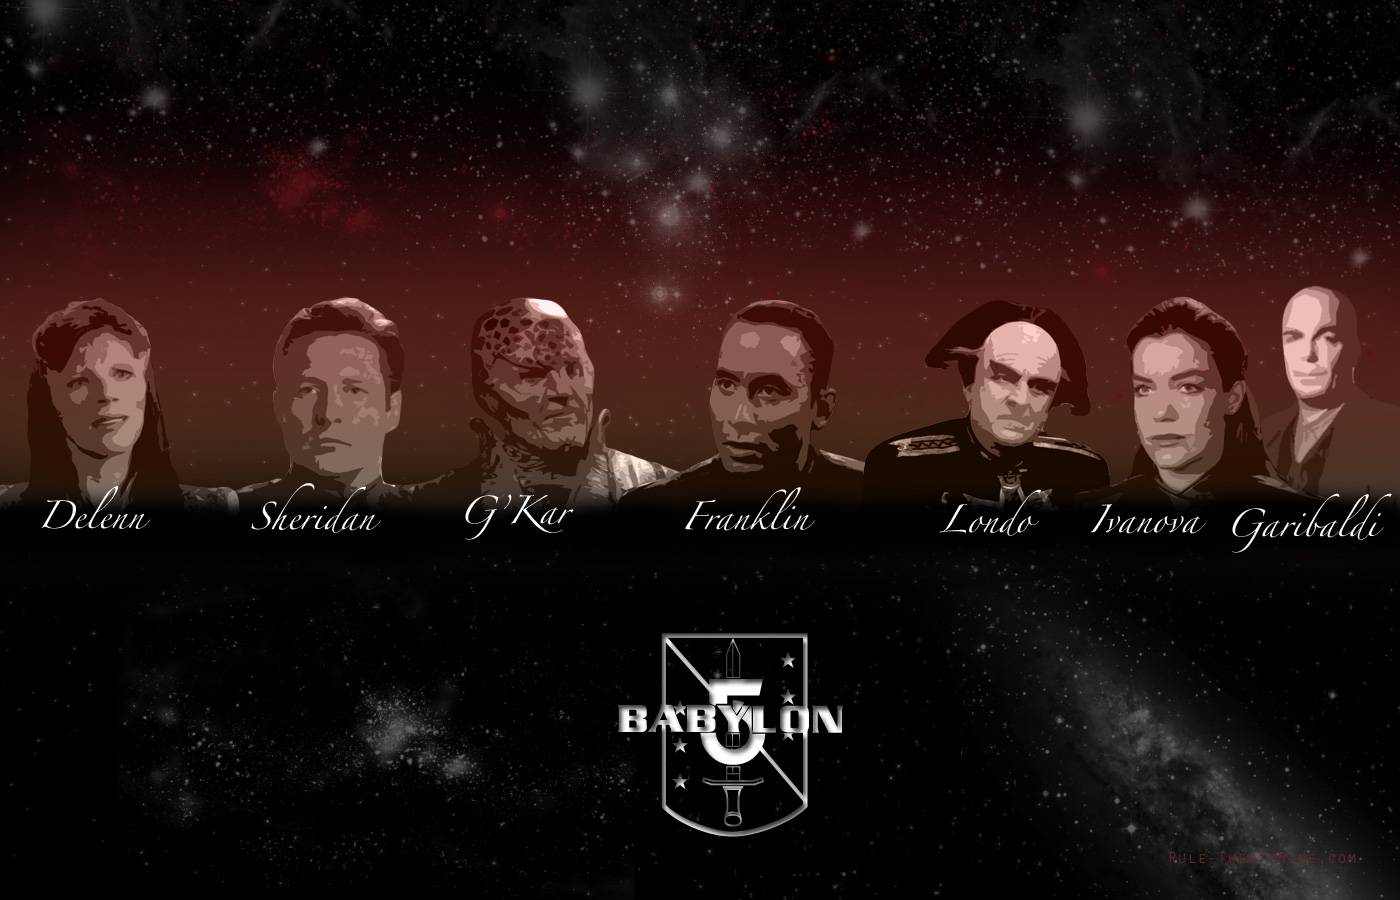 Delenn
Sheridan
G'Kar
Franklin
Londo
Ivanova
Garibaldi
BABYLON
5